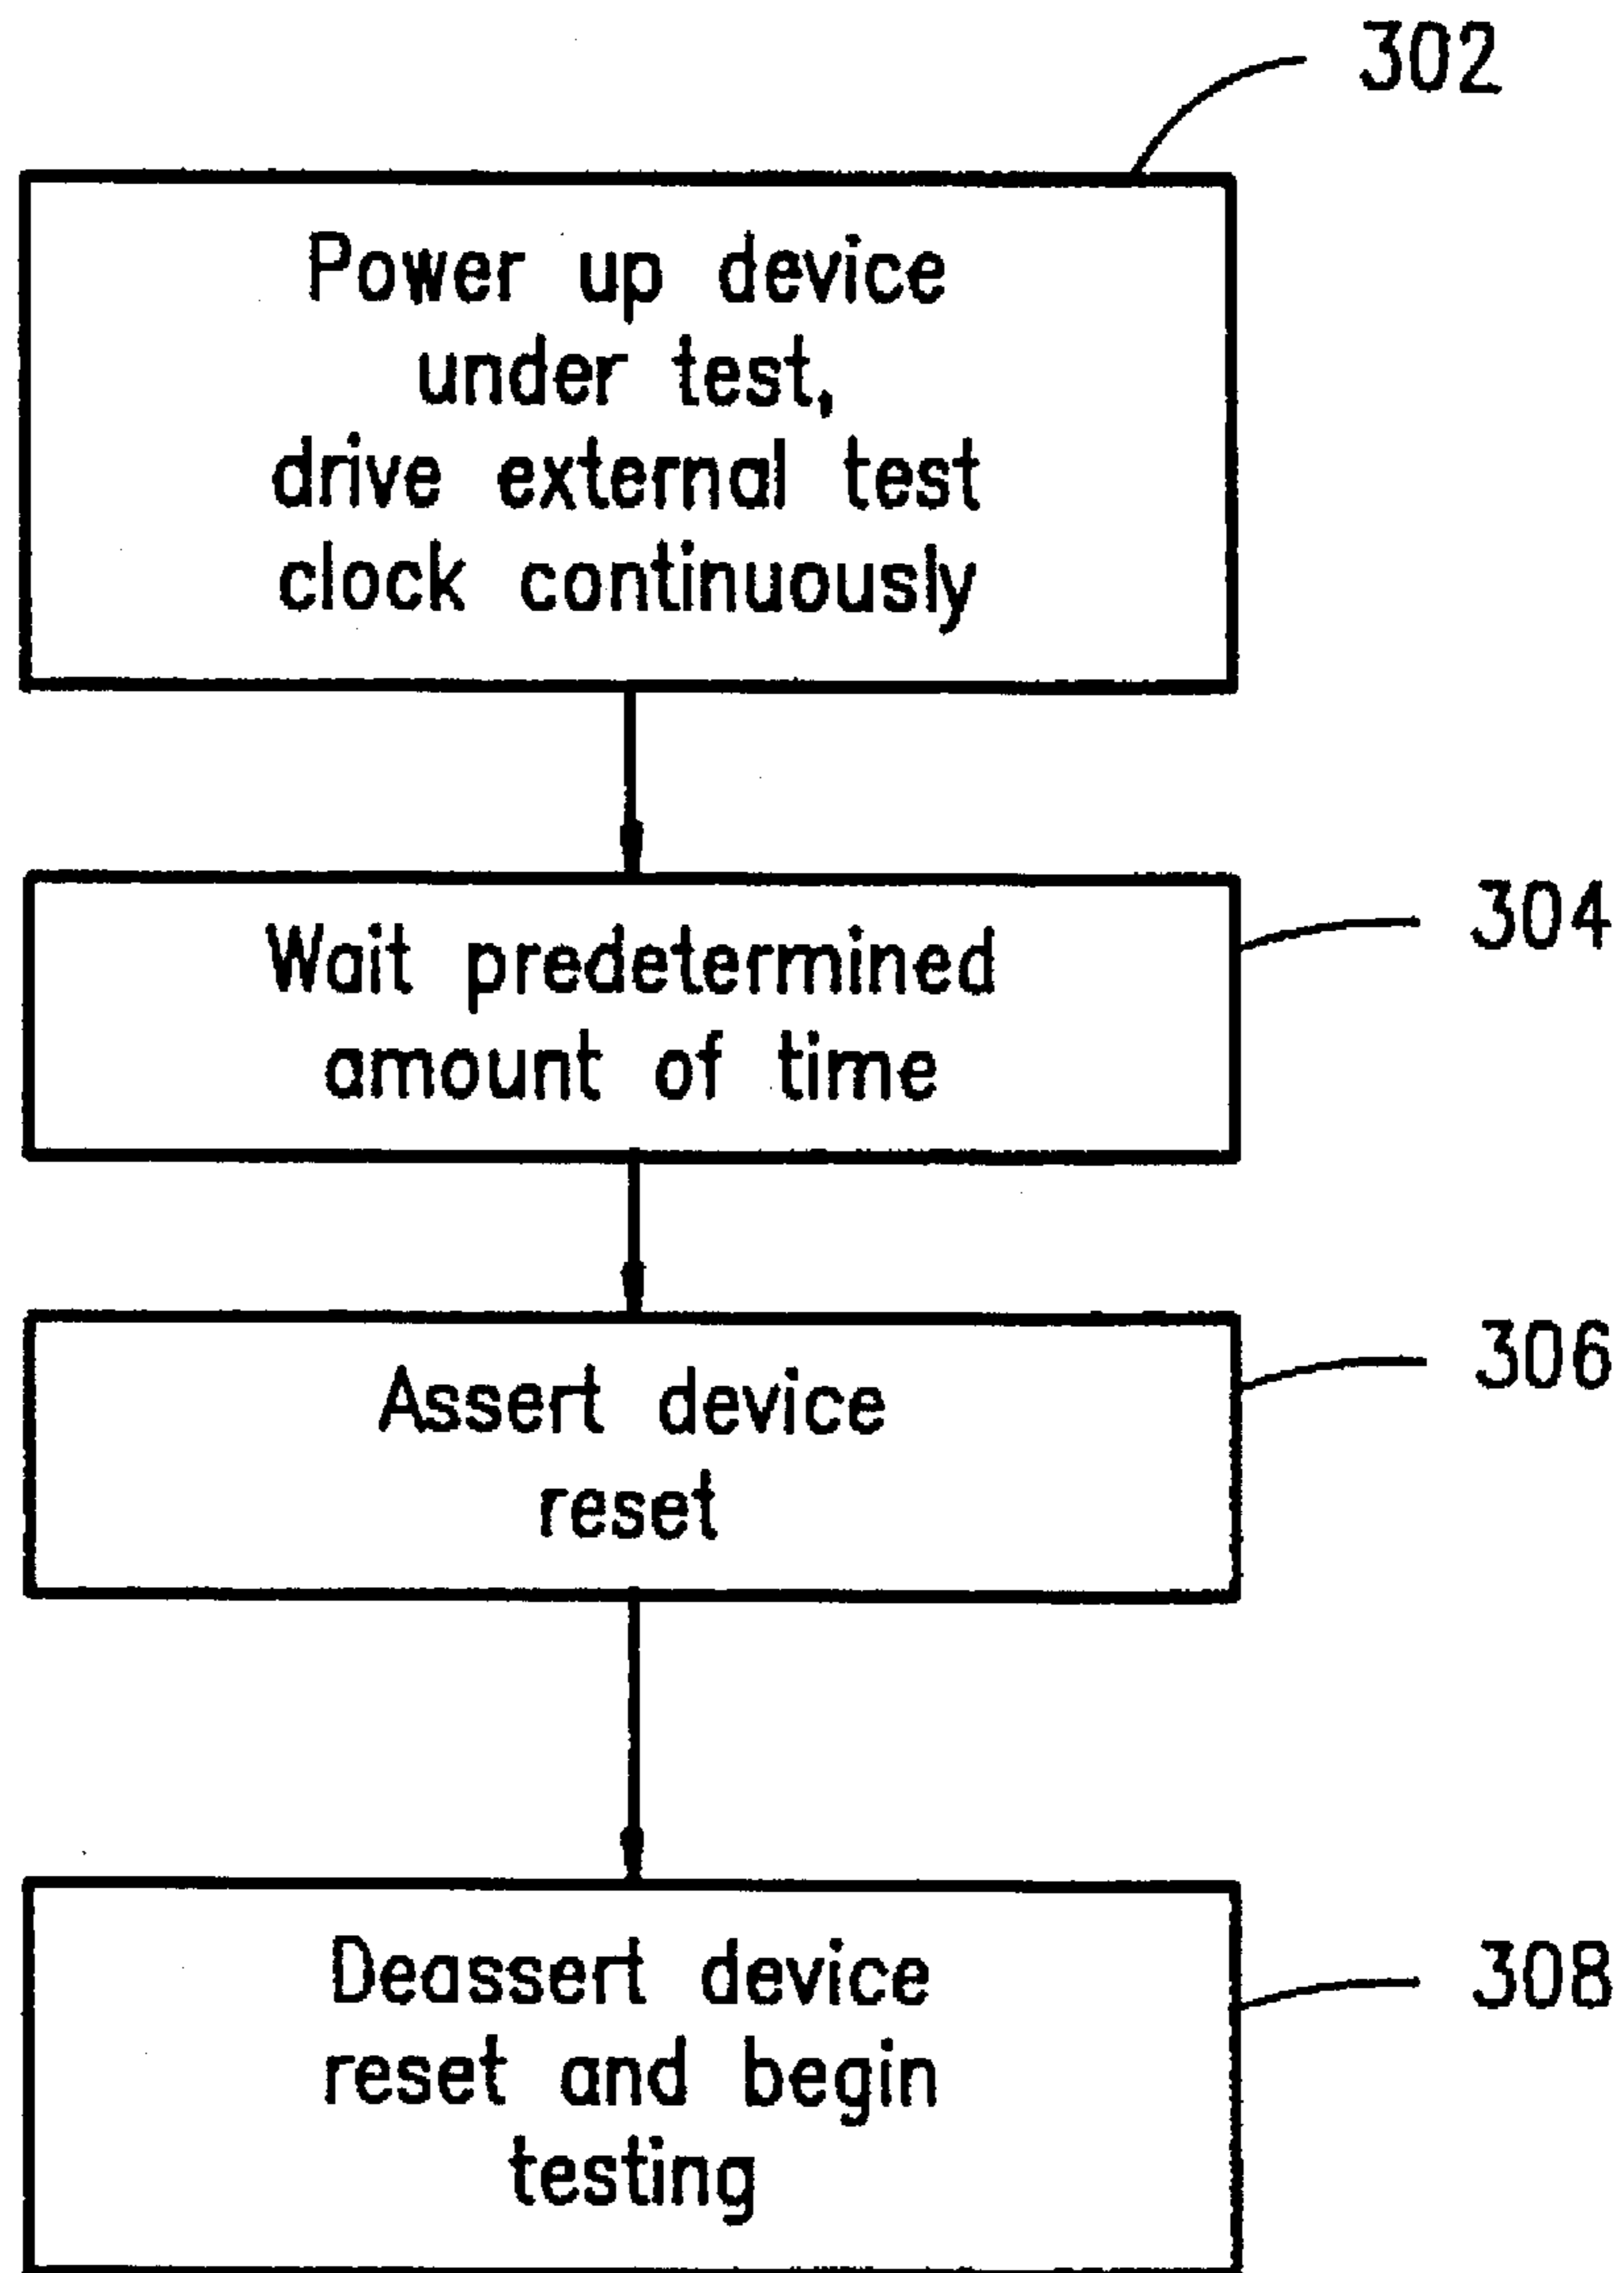 302
Power up device
under test,
drive external test
clock continuously
304
Wait predetermined
amount of time
306
Assert device
reset
308
Deassert device
reset and begin
testing